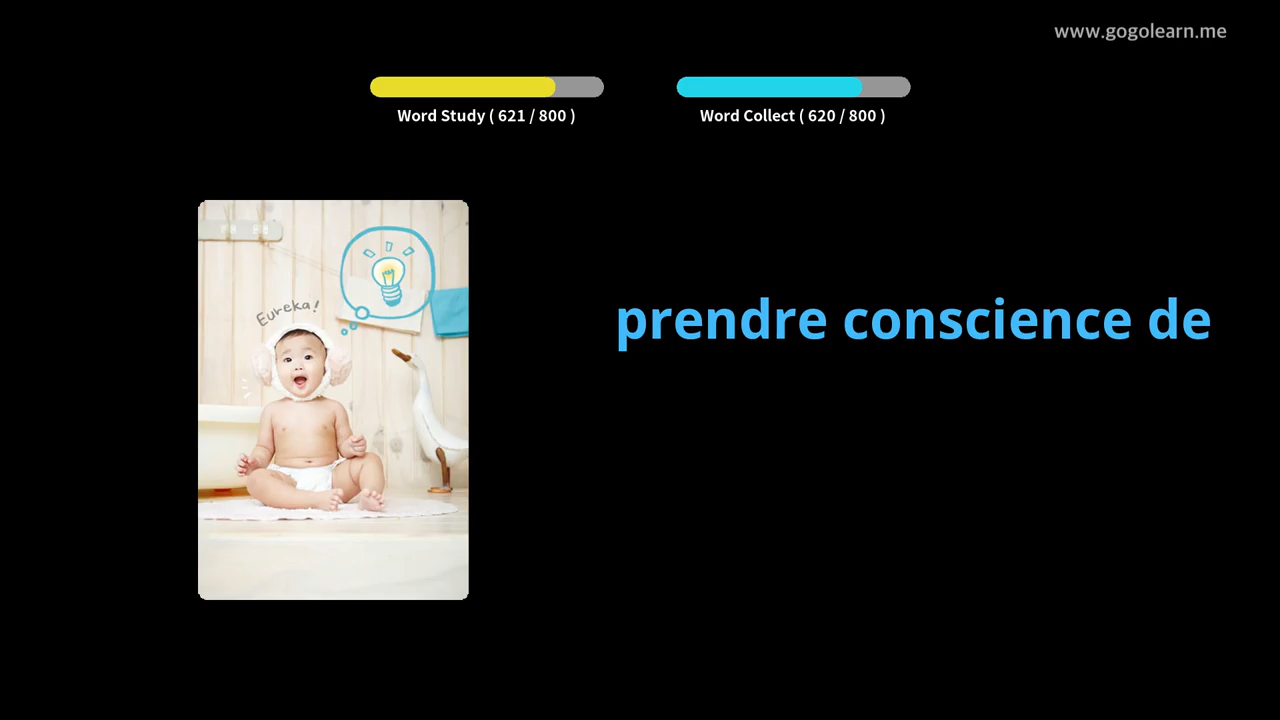 www.gogolearn.me
Word Study ( 621 / 800 )
Word Collect ( 620 / 800 )
Eureka!
prendre conscience de